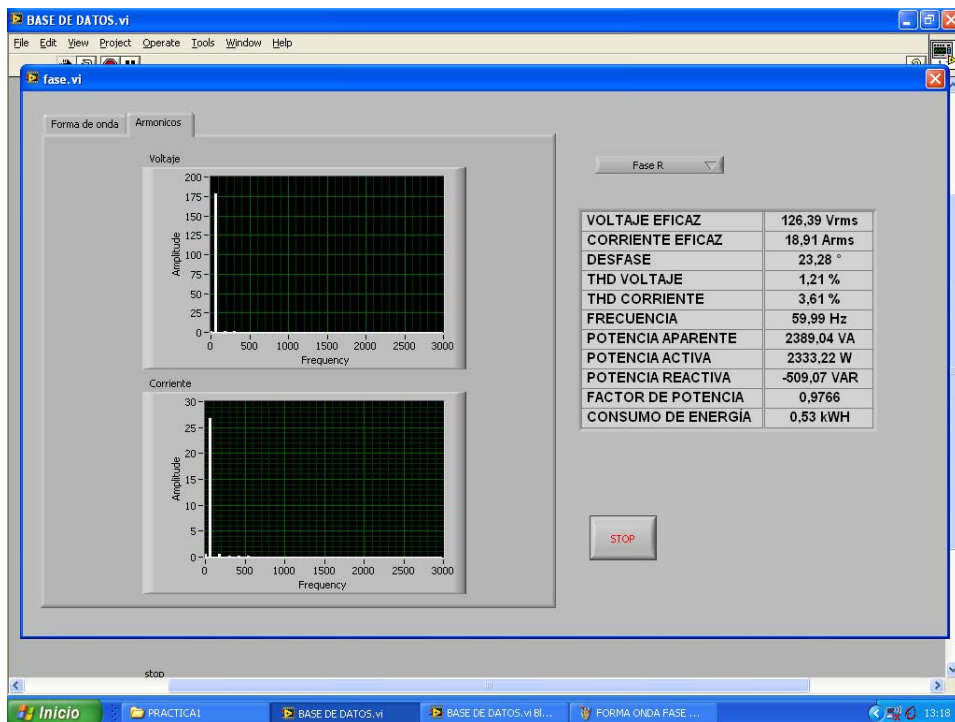 BASE DE DATOS.vi
File Edit View Project Operate Tools Window Help
fase.vi
Forma de onda Armonicos
Voltaje
200
175
150
125
100
75
50
25
0
Amplitude
0 500 1000 1500 2000 2500 3000
Frequency
Corriente
30
25
20
15
10
5
0
Amplitude
0 500 1000 1500 2000 2500 3000
Frequency
Fase R
VOLTAJE EFICAZ 126,39 Vrms
CORRIENTE EFICAZ 18,91 Arms
DESFASE 23,28 °
THD VOLTAJE 1,21 %
THD CORRIENTE 3,61 %
FRECUENCIA 59,99 Hz
POTENCIA APARENTE 2389,04 VA
POTENCIA ACTIVA 2333,22 W
POTENCIA REACTIVA -509,07 VAR
FACTOR DE POTENCIA 0,9766
CONSUMO DE ENERGÍA 0,53 kWH
STOP
stop
Inicio PRACTICA1 BASE DE DATOS.vi BASE DE DATOS.vi Bl... FORMA ONDA FASE ... 13:18